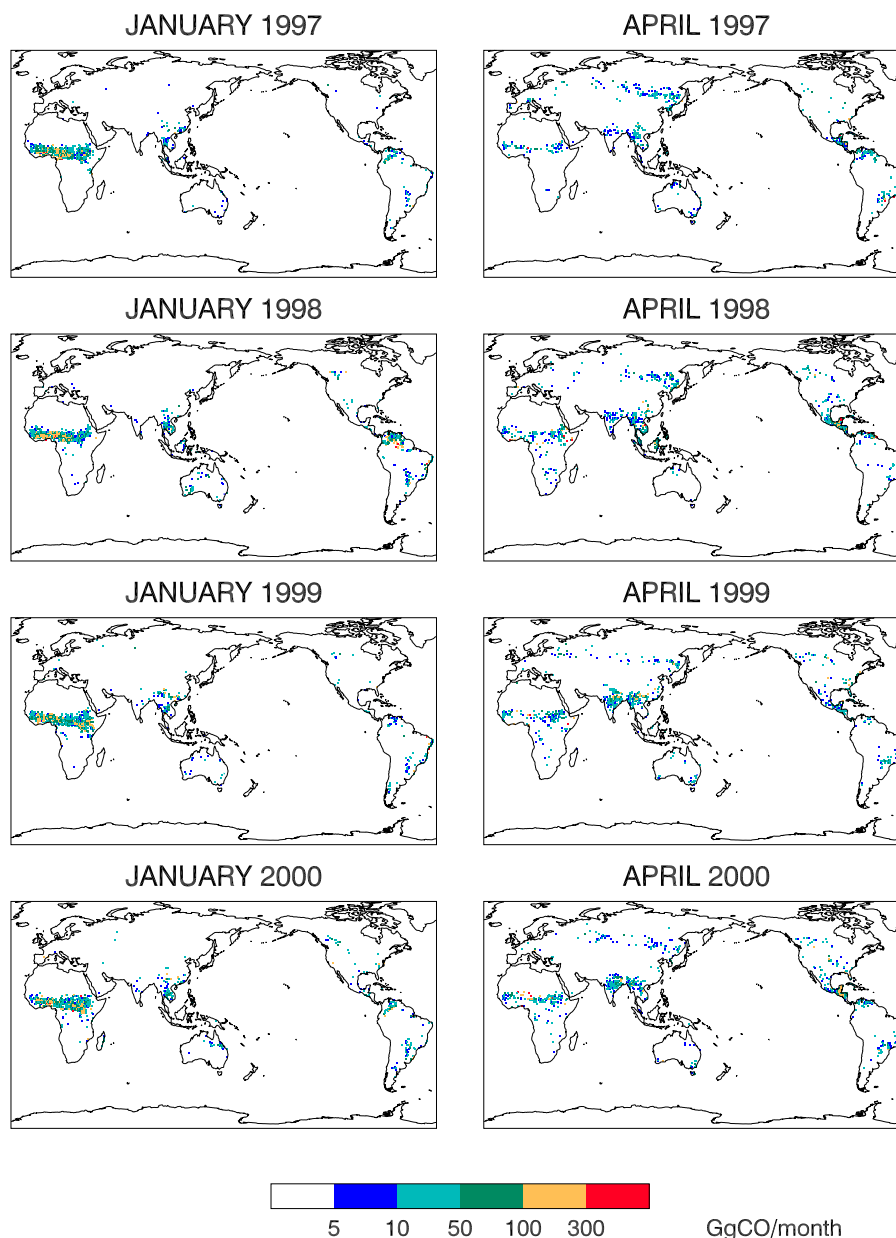 JANUARY 1997 APRIL 1997
JANUARY 1998 APRIL 1998
JANUARY 1999 APRIL 1999
JANUARY 2000 APRIL 2000
5 10 50 100 300 GgCO/month